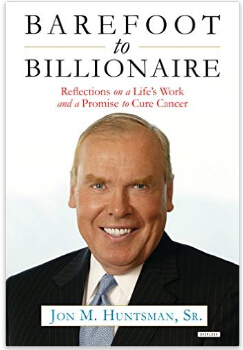 BAREFOOT
to
BILLIONAIRE
Reflections on a Life's Work
and a Promise to Cure Cancer
JON M. HUNTSMAN, SR.